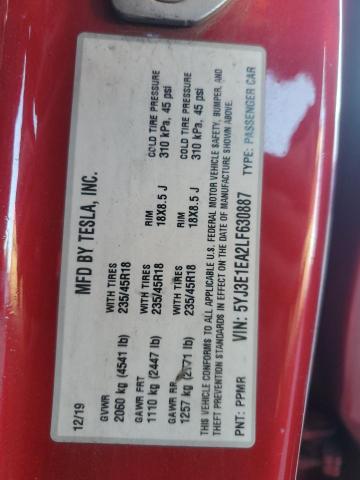 MFD BY TESLA, INC.
12/19
GVWR
2060 kg (4541 lb)
GAWR FRT WITH TIRES RIM COLD TIRE PRESSURE
1110 kg (2447 lb) 235/45R18 18X8.5 J 310 kPa, 45 psi
GAWR RR WITH TIRES RIM COLD TIRE PRESSURE
1257 kg (2771 lb) 235/45R18 18X8.5 J 310 kPa, 45 psi
THIS VEHICLE CONFORMS TO ALL APPLICABLE U.S. FEDERAL MOTOR VEHICLE SAFETY, BUMPER, AND
THEFT PREVENTION STANDARDS IN EFFECT ON THE DATE OF MANUFACTURE SHOWN ABOVE.
PNT: PPMR VIN: 5YJ3E1EA2LF630887 TYPE: PASSENGER CAR